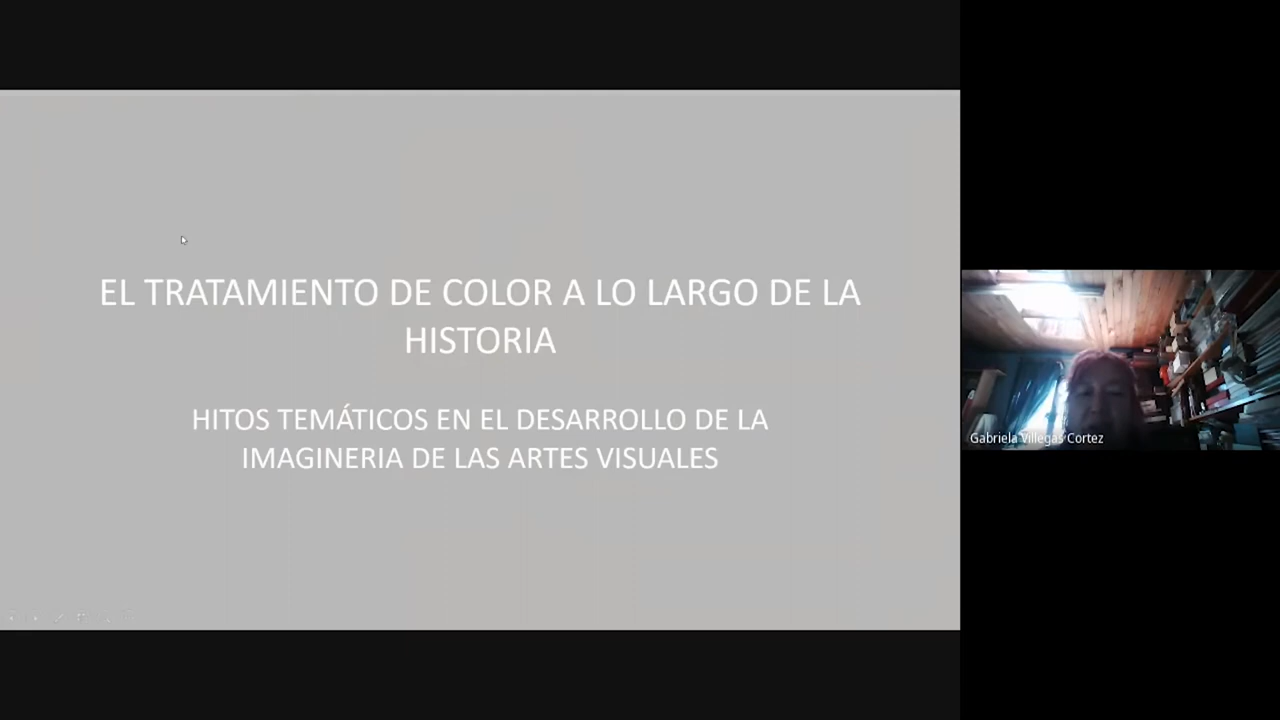 EL TRATAMIENTO DE COLOR A LO LARGO DE LA
HISTORIA
HITOS TEMÁTICOS EN EL DESARROLLO DE LA
IMAGINERIA DE LAS ARTES VISUALES
Gabriela Villegas Cortez